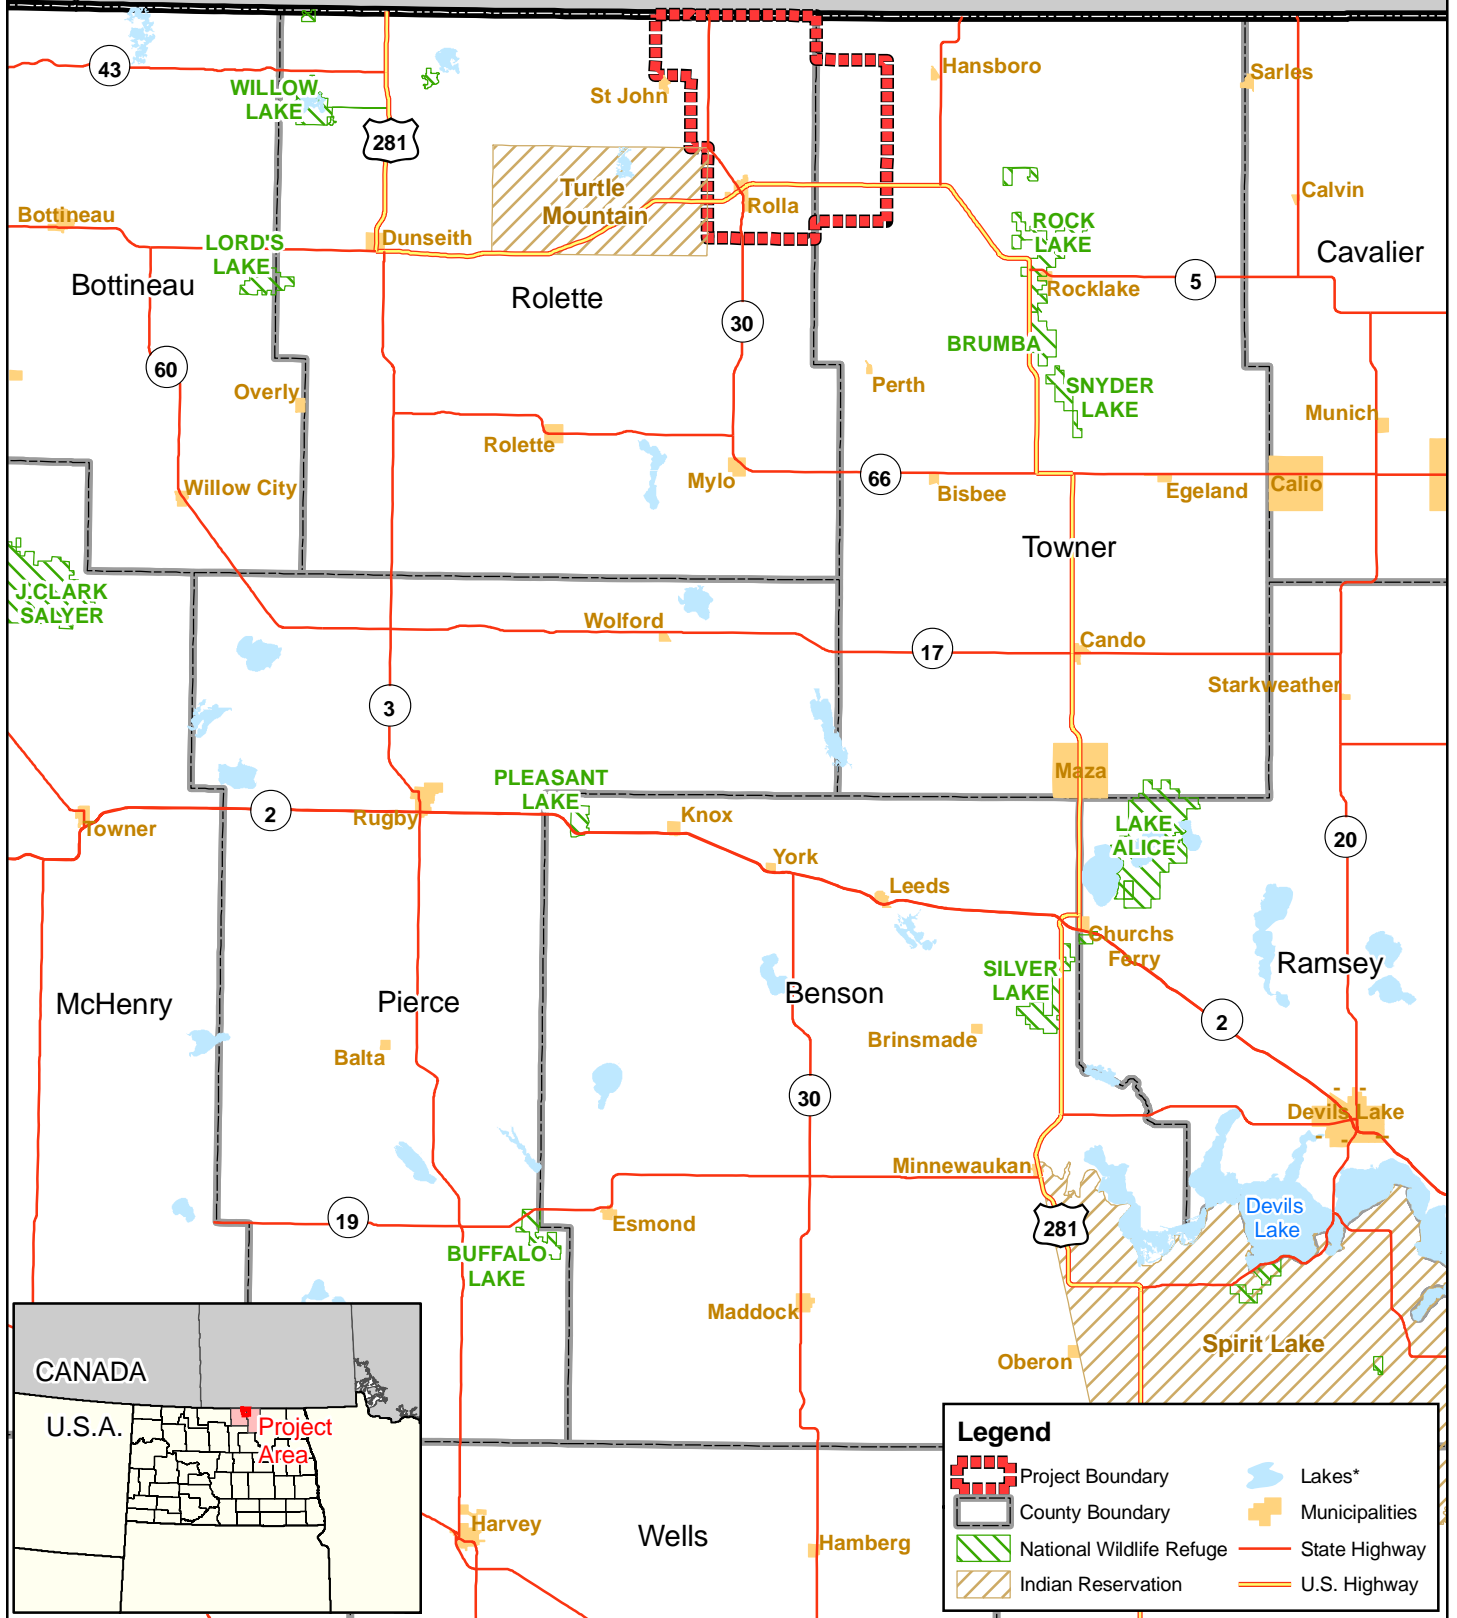 Hansboro
Sarles
43
WILLOW
LAKE
St John
281
Turtle
Mountain
Rolla
Calvin
Bottineau
Dunseith
LORD'S
LAKE
ROCK
LAKE
Cavalier
Bottineau
Rolette
Rocklake
5
30
BRUMBA
60
Overly
Perth
SNYDER
LAKE
Munich
Rolette
Mylo
66
Willow City
Bisbee
Egeland
Calio
Towner
J.CLARK
SALYER
Wolford
17
Cando
Starkweather
3
Maza
PLEASANT
LAKE
Towner
2
Rugby
Knox
LAKE
ALICE
20
York
Leeds
Churchs
Ferry
SILVER
LAKE
Ramsey
McHenry
Pierce
Benson
2
Balta
Brinsmade
30
Devils Lake
Minnewaukan
19
Esmond
281
Devils
Lake
BUFFALO
LAKE
Maddock
Oberon
Spirit Lake
CANADA
U.S.A.
Project
Area
Harvey
Wells
Hamberg
Legend
Project Boundary
County Boundary
National Wildlife Refuge
Indian Reservation
Lakes*
Municipalities
State Highway
U.S. Highway